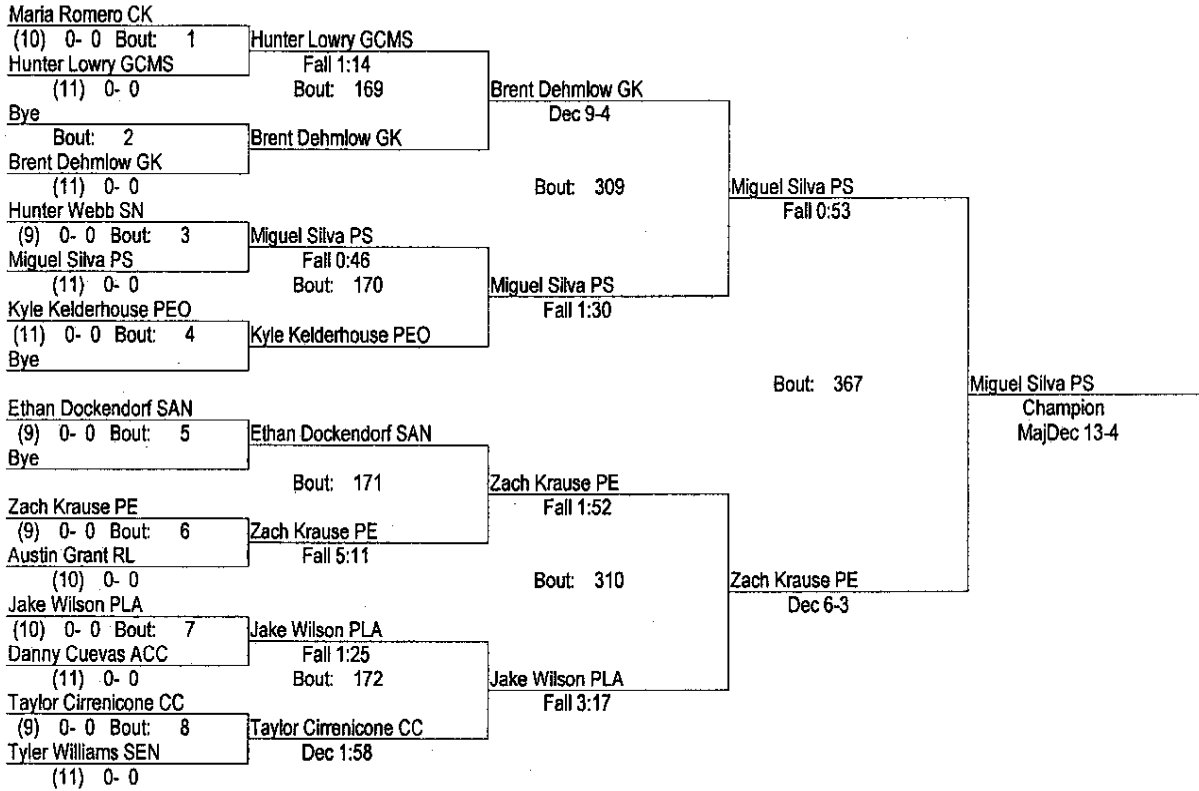 Maria Romero CK
(10) 0- 0 Bout: 1
Hunter Lowry GCMS
(11) 0- 0
Bye
Bout: 2
Brent Dehmlow GK
(11) 0- 0
Hunter Webb SN
(9) 0- 0 Bout: 3
Miguel Silva PS
(11) 0- 0
Kyle Kelderhouse PEO
(11) 0- 0 Bout: 4
Bye
Ethan Dockendorf SAN
(9) 0- 0 Bout: 5
Bye
Zach Krause PE
(9) 0- 0 Bout: 6
Austin Grant RL
(10) 0- 0
Jake Wilson PLA
(10) 0- 0 Bout: 7
Danny Cuevas ACC
(11) 0- 0
Taylor Cirrenicone CC
(9) 0- 0 Bout: 8
Tyler Williams SEN
(11) 0- 0
Hunter Lowry GCMS
Fall 1:14
Bout: 169
Brent Dehmlow GK
Miguel Silva PS
Fall 0:46
Bout: 170
Kyle Kelderhouse PEO
Ethan Dockendorf SAN
Bout: 171
Zach Krause PE
Fall 5:11
Jake Wilson PLA
Fall 1:25
Bout: 172
Taylor Cirrenicone CC
Dec 1:58
Brent Dehmlow GK
Dec 9-4
Bout: 309
Miguel Silva PS
Fall 1:30
Zach Krause PE
Fall 1:52
Bout: 310
Jake Wilson PLA
Fall 3:17
Miguel Silva PS
Fall 0:53
Bout: 367
Zach Krause PE
Dec 6-3
Miguel Silva PS
Champion
MajDec 13-4